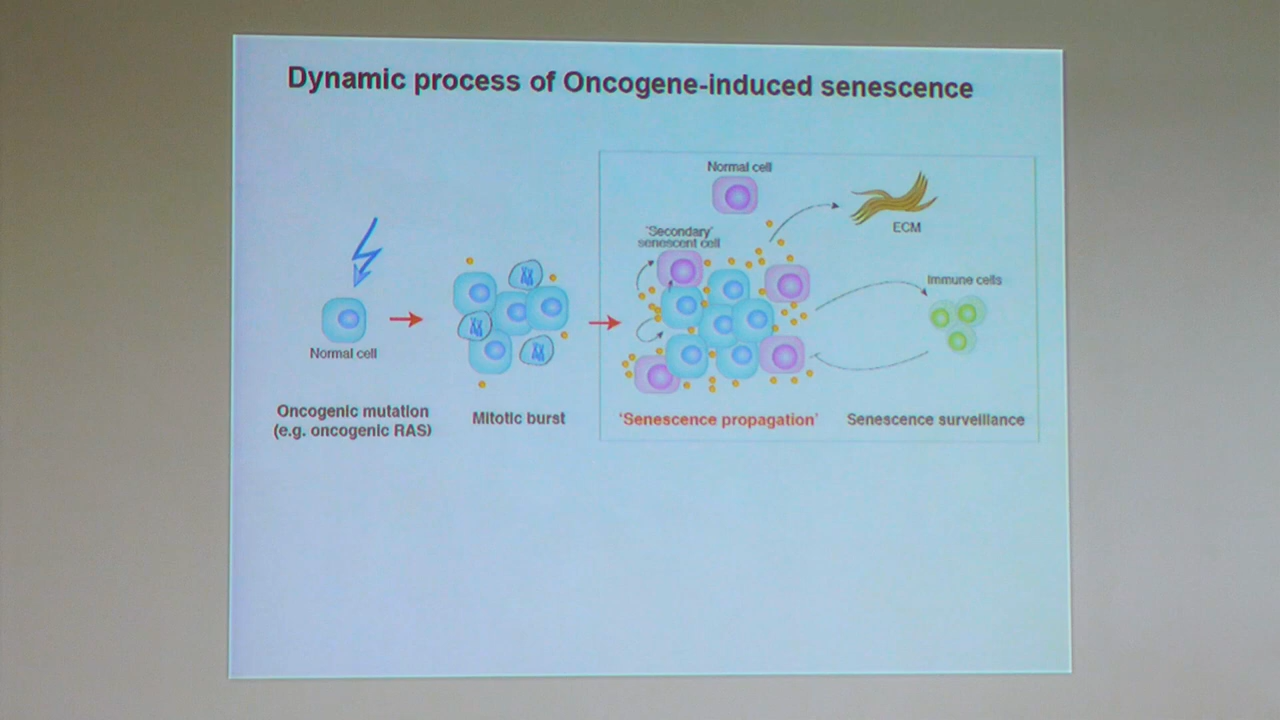 Dynamic process of Oncogene-induced senescence
Normal cell
'Secondary'
senescent cell
ECM
Immune cells
Normal cell
Oncogenic mutation
(e.g. oncogenic RAS)
Mitotic burst
'Senescence propagation'
Senescence surveillance